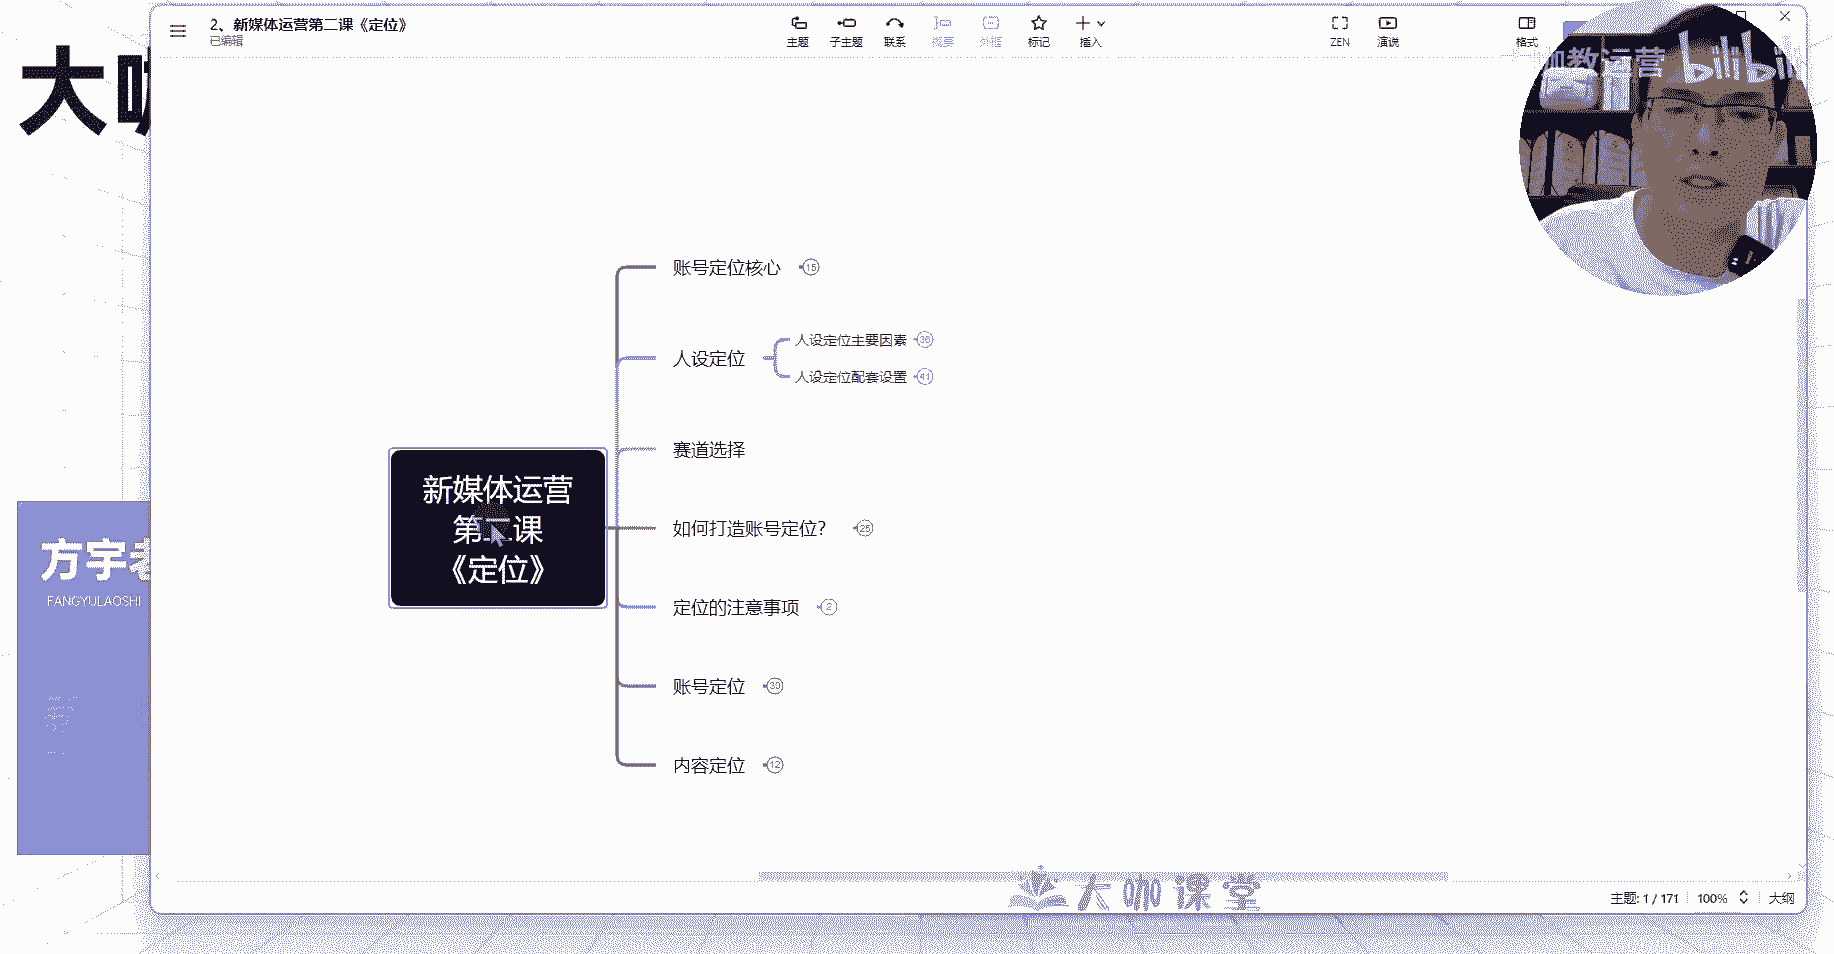 2、新媒体运营第二课《定位》
已编辑
主题
子主题
联系
概要
外框
标记
插入
ZEN
演说
格式
咖教运营 bilibili
大咖
账号定位核心 15
人设定位
人设定位主要因素 36
人设定位配套设置 41
赛道选择
新媒体运营
第二课
《定位》
如何打造账号定位? 25
定位的注意事项 2
账号定位 30
内容定位 12
方宇老
FANGYULAOSHI
大咖课堂
主题: 1 / 171
100%
大纲